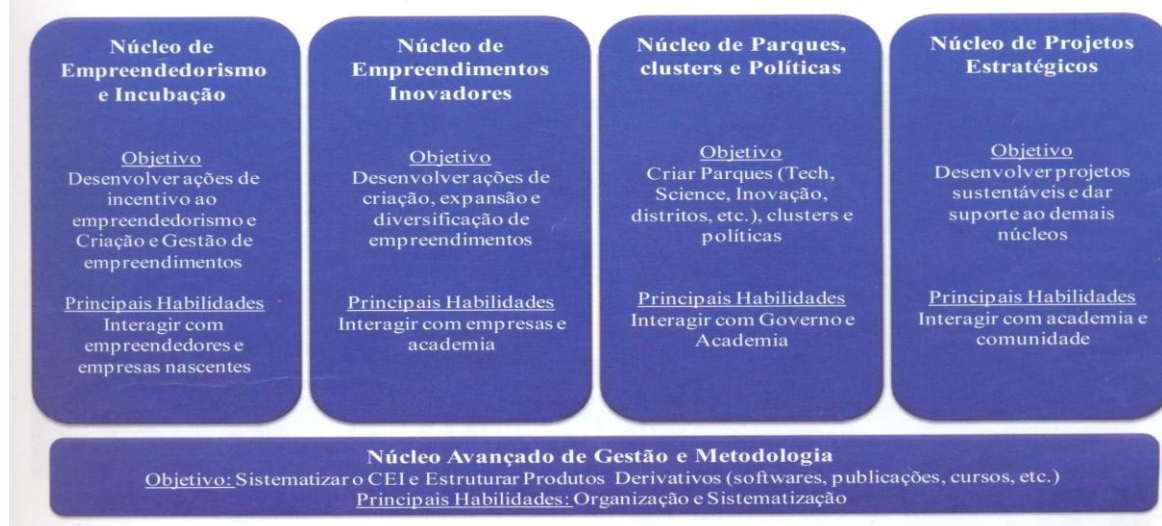 Núcleo de
Empreendedorismo
e Incubação
Objetivo
Desenvolver ações de
incentivo ao
empreendedorismo e
Criação e Gestão de
empreendimentos
Principais Habilidades
Interagir com
empreendedores e
empresas nascentes
Núcleo de
Empreendimentos
Inovadores
Objetivo
Desenvolver ações de
criação, expansão e
diversificação de
empreendimentos
Principais Habilidades
Interagir com empresas e
academia
Núcleo de Parques,
clusters e Políticas
Objetivo
Criar Parques (Tech,
Science, Inovação,
distritos, etc.), clusters e
políticas
Principais Habilidades
Interagir com Governo e
Academia
Núcleo de Projetos
Estratégicos
Objetivo
Desenvolver projetos
sustentáveis e dar
suporte ao demais
núcleos
Principais Habilidades
Interagir com academia e
comunidade
Núcleo Avançado de Gestão e Metodologia
Objetivo: Sistematizar o CEI e Estruturar Produtos Derivativos (softwares, publicações, cursos, etc.)
Principais Habilidades: Organização e Sistematização